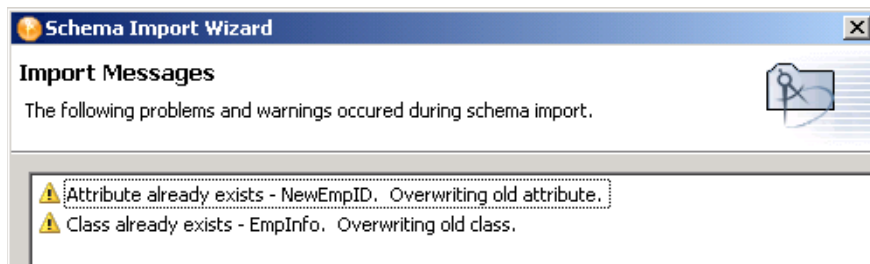 Schema Import Wizard
Import Messages
The following problems and warnings occured during schema import.
Attribute already exists - NewEmpID.  Overwriting old attribute.
Class already exists - EmpInfo.  Overwriting old class.